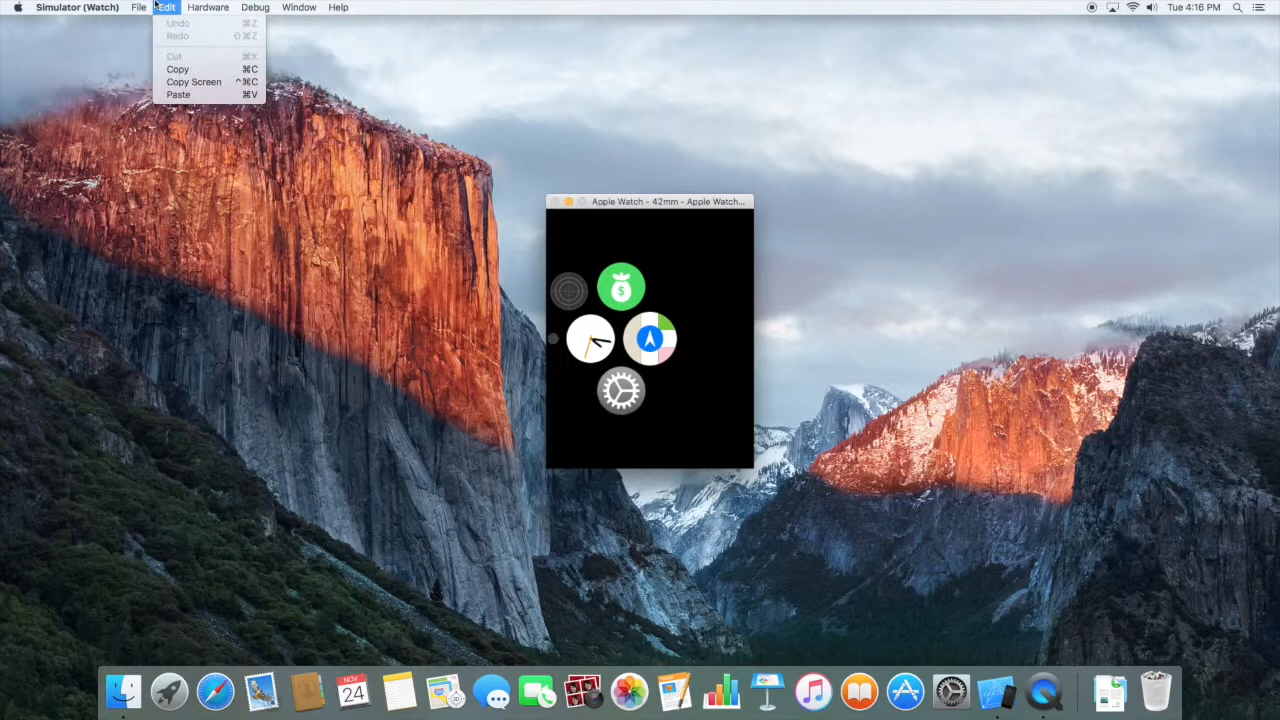 Simulator (Watch) File Edit Hardware Debug Window Help Tue 4:16 PM
Undo ⌘Z
Redo ⇧⌘Z
Cut ⌘X
Copy ⌘C
Copy Screen ^⌘C
Paste ⌘V
Apple Watch - 42mm - Apple Watch...
$
NOV
24